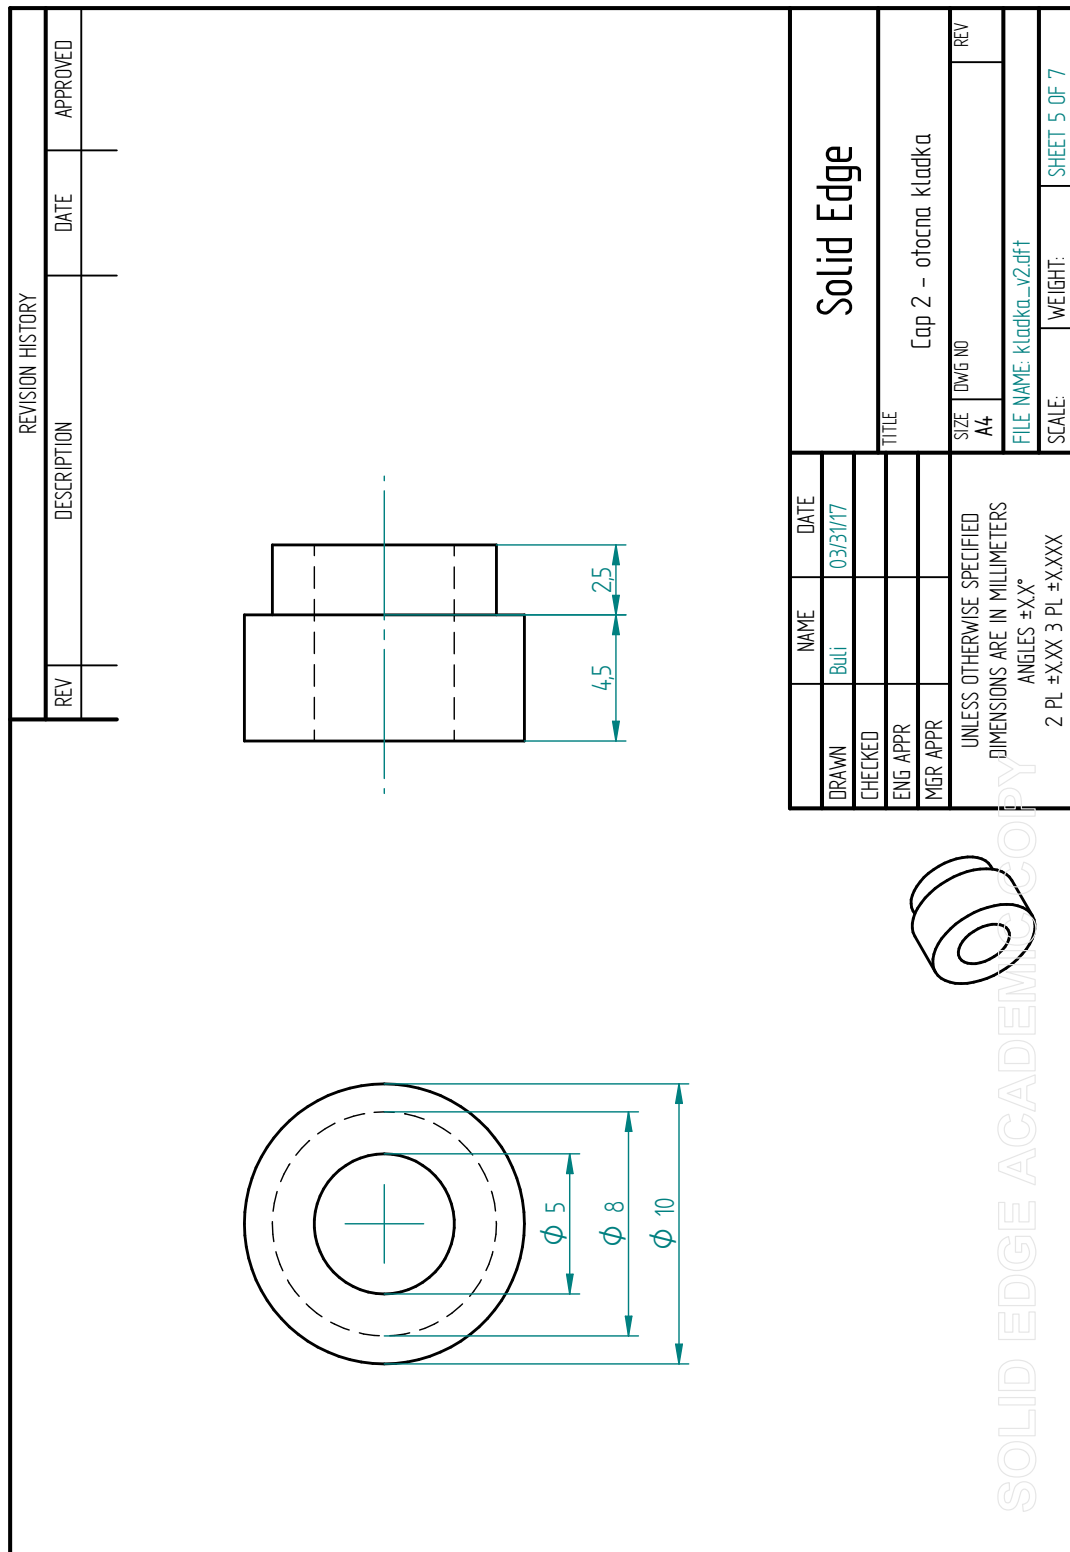 REVISION HISTORY
REV DESCRIPTION DATE APPROVED
2,5
4,5
ϕ 5
ϕ 8
ϕ 10
NAME DATE
DRAWN Buli 03/31/17
CHECKED
ENG APPR
MGR APPR
UNLESS OTHERWISE SPECIFIED
DIMENSIONS ARE IN MILLIMETERS
ANGLES ±X.X°
2 PL ±X.XX 3 PL ±X.XXX
Solid Edge
TITLE
Cap 2 - otocna kladka
SIZE DWG NO REV
A4
FILE NAME: kladka_v2.dft
SCALE: WEIGHT: SHEET 5 OF 7
SOLID EDGE ACADEMIC COPY